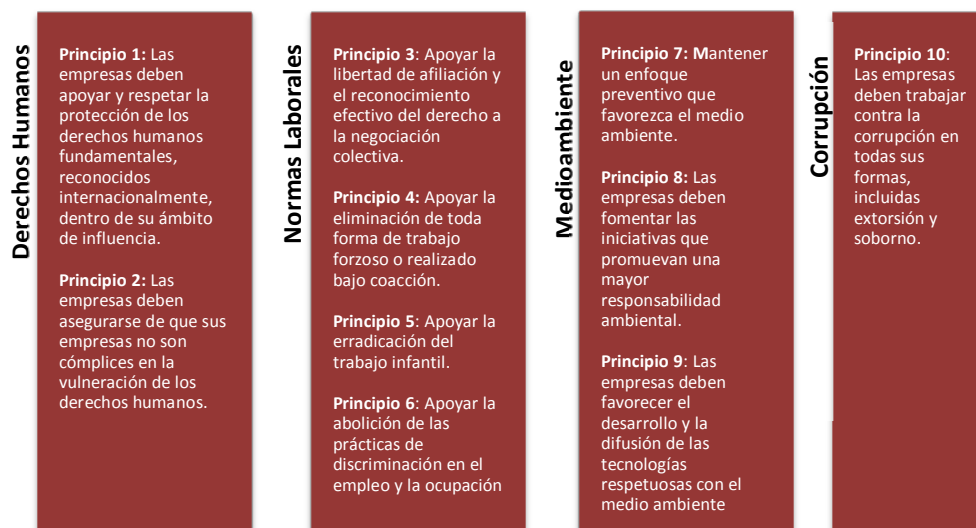 Derechos Humanos
Principio 1: Las
empresas deben
apoyar y respetar la
protección de los
derechos humanos
fundamentales,
reconocidos
internacionalmente,
dentro de su ámbito
de influencia.
Principio 2: Las
empresas deben
asegurarse de que sus
empresas no son
cómplices en la
vulneración de los
derechos humanos.
Normas Laborales
Principio 3: Apoyar la
libertad de afiliación y
el reconocimiento
efectivo del derecho a
la negociación
colectiva.
Principio 4: Apoyar la
eliminación de toda
forma de trabajo
forzoso o realizado
bajo coacción.
Principio 5: Apoyar la
erradicación del
trabajo infantil.
Principio 6: Apoyar la
abolición de las
prácticas de
discriminación en el
empleo y la ocupación
Medioambiente
Principio 7: Mantener
un enfoque
preventivo que
favorezca el medio
ambiente.
Principio 8: Las
empresas deben
fomentar las
iniciativas que
promuevan una
mayor
responsabilidad
ambiental.
Principio 9: Las
empresas deben
favorecer el
desarrollo y la
difusión de las
tecnologías
respetuosas con el
medio ambiente
Corrupción
Principio 10:
Las empresas
deben trabajar
contra la
corrupción en
todas sus
formas,
incluidas
extorsión y
soborno.